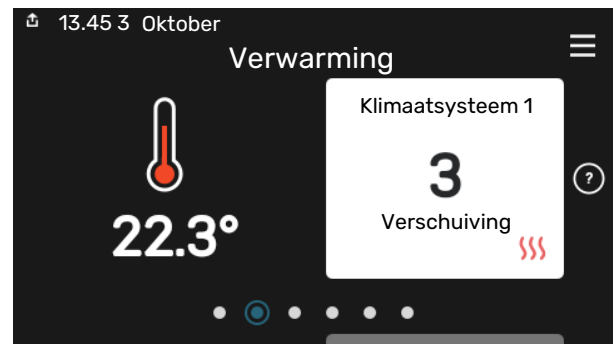 13.45 3 Oktober
Verwarming
Klimaatsysteem 1
3
Verschuiving
22.3°
?